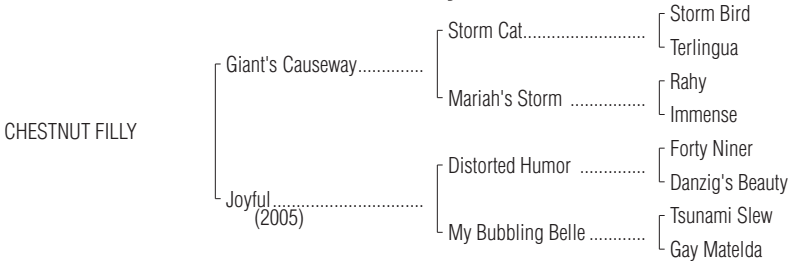 Storm Bird
Storm Cat..........................
Terlingua
Giant's Causeway..............
Rahy
Mariah's Storm ................
Immense
CHESTNUT FILLY
Forty Niner
Distorted Humor ..............
Danzig's Beauty
Joyful................................
(2005)
Tsunami Slew
My Bubbling Belle ............
Gay Matelda